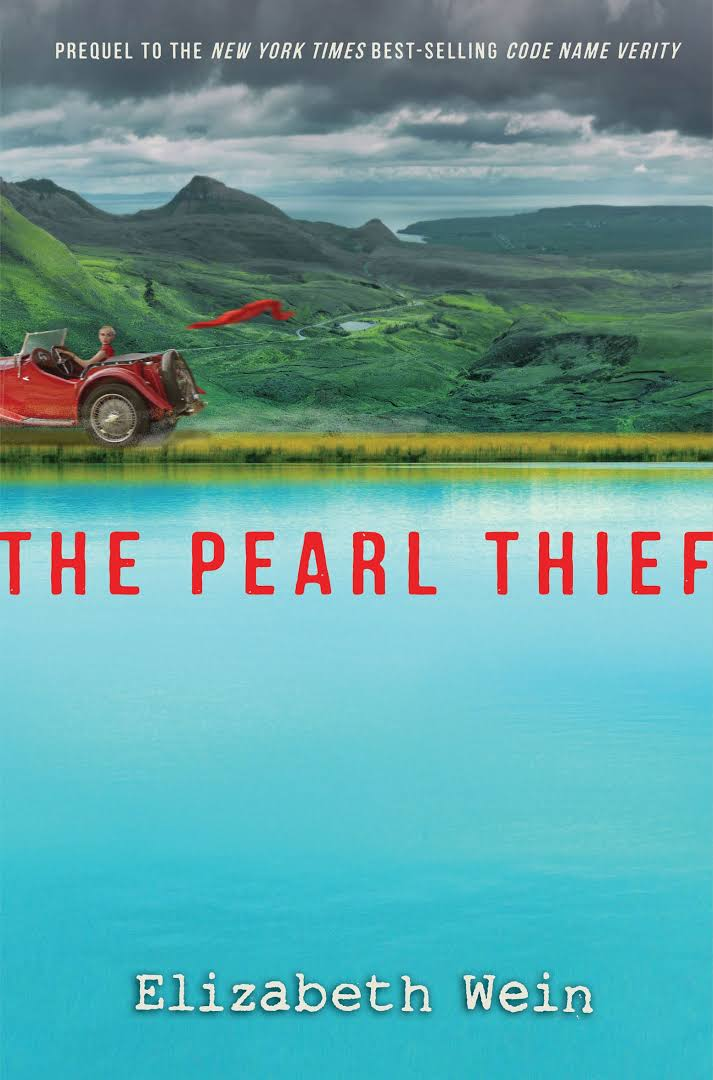 PREQUEL TO THE NEW YORK TIMES BEST-SELLING CODE NAME VERITY
THE PEARL THIEF
Elizabeth Wein